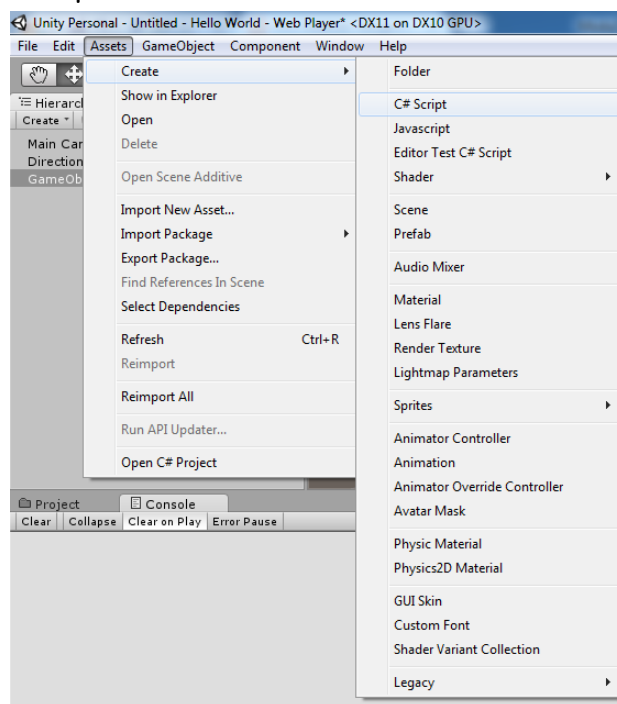 Unity Personal - Untitled - Hello World - Web Player* <DX11 on DX10 GPU>
File Edit Assets GameObject Component Window Help
Hierarc
Create
Main Can
Direction
GameOb
Create
Show in Explorer
Open
Delete
Open Scene Additive
Import New Asset...
Import Package
Export Package...
Find References In Scene
Select Dependencies
Refresh Ctrl+R
Reimport
Reimport All
Run API Updater...
Open C# Project
Folder
C# Script
Javascript
Editor Test C# Script
Shader
Scene
Prefab
Audio Mixer
Material
Lens Flare
Render Texture
Lightmap Parameters
Sprites
Animator Controller
Animation
Animator Override Controller
Avatar Mask
Physic Material
Physics2D Material
GUI Skin
Custom Font
Shader Variant Collection
Legacy
Project Console
Clear Collapse Clear on Play Error Pause